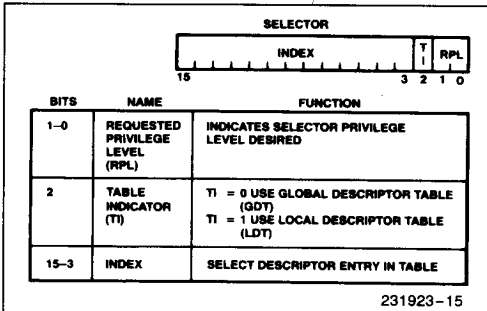 SELECTOR
INDEX T I RPL
15 3 2 1 0
BITS NAME FUNCTION
1–0 REQUESTED PRIVILEGE LEVEL (RPL) INDICATES SELECTOR PRIVILEGE LEVEL DESIRED
2 TABLE INDICATOR (TI) TI = 0 USE GLOBAL DESCRIPTOR TABLE (GDT)
TI = 1 USE LOCAL DESCRIPTOR TABLE (LDT)
15–3 INDEX SELECT DESCRIPTOR ENTRY IN TABLE
231923–15